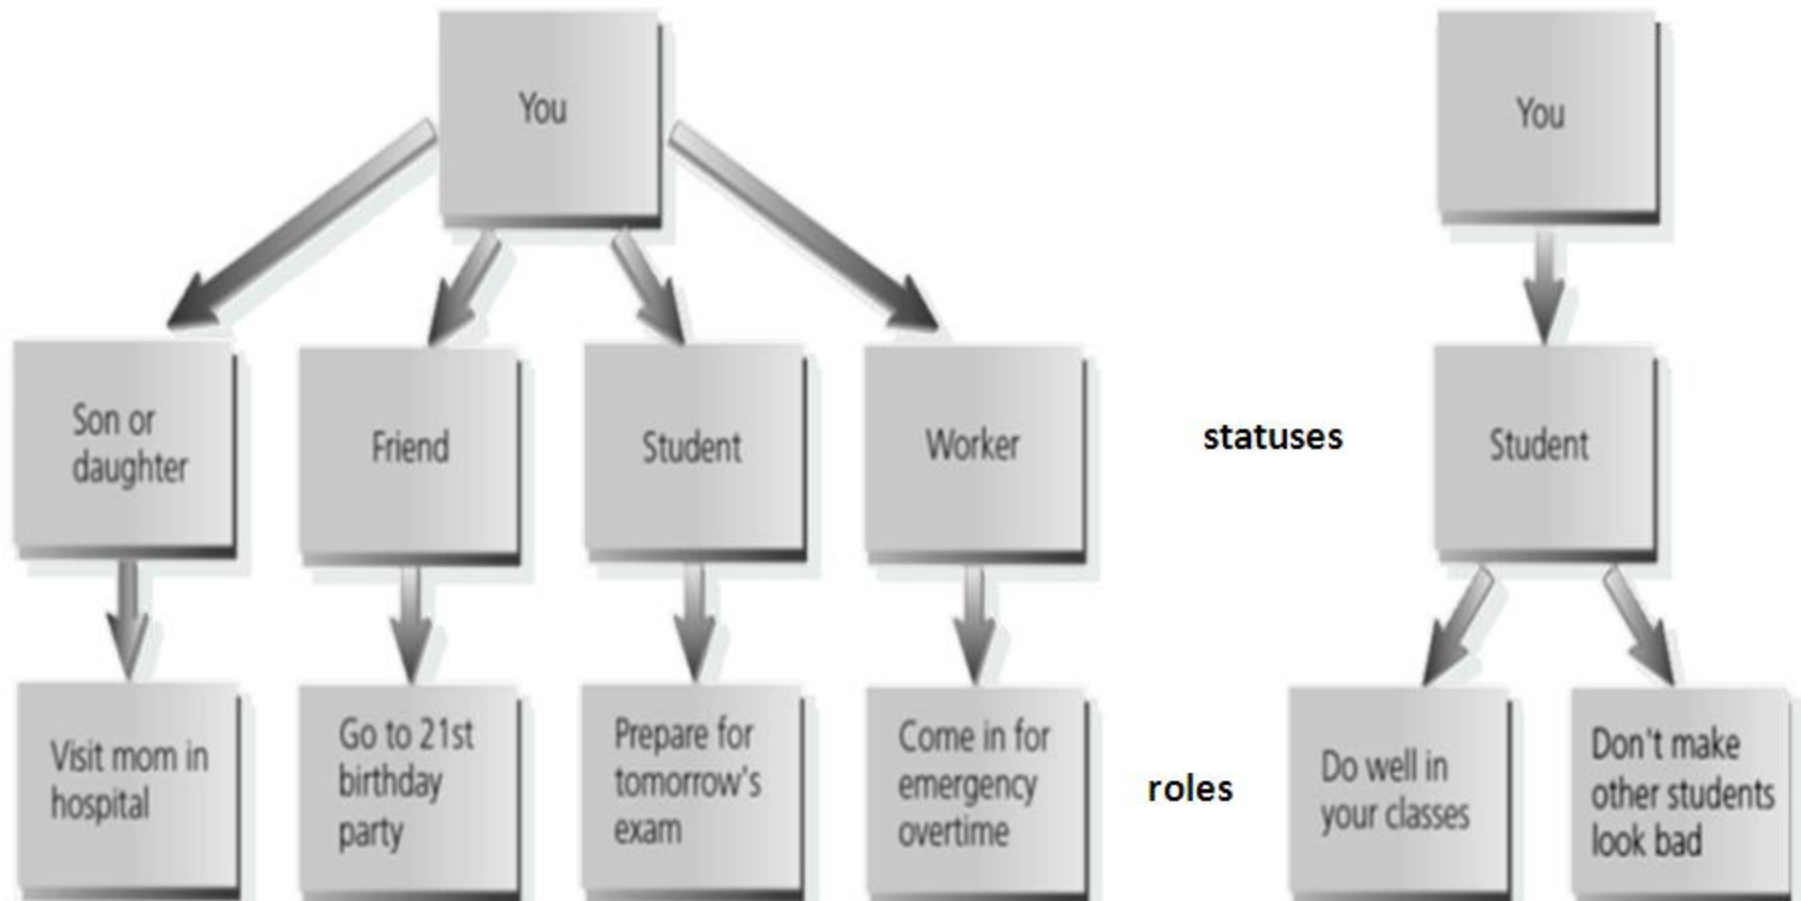 You
You
Son or
daughter
Friend
Student
Worker
statuses
Student
Visit mom in
hospital
Go to 21st
birthday
party
Prepare for
tomorrow's
exam
Come in for
emergency
overtime
roles
Do well in
your classes
Don't make
other students
look bad